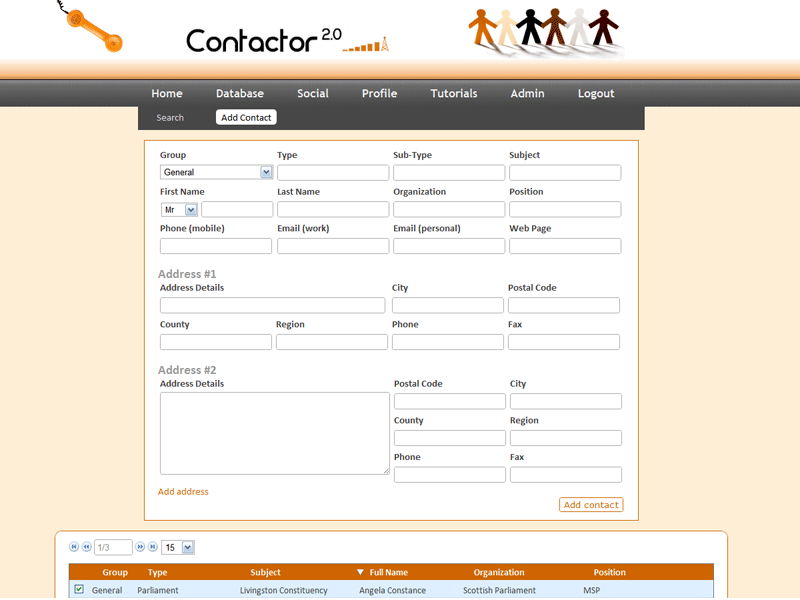 Contactor 2.0
Home Database Social Profile Tutorials Admin Logout
Search Add Contact
Group Type Sub-Type Subject
General
First Name Last Name Organization Position
Mr
Phone (mobile) Email (work) Email (personal) Web Page
Address #1
Address Details City Postal Code
County Region Phone Fax
Address #2
Address Details Postal Code City
County Region
Phone Fax
Add address
Add contact
1/3 15
Group Type Subject Full Name Organization Position
General Parliament Livingston Constituency Angela Constance Scottish Parliament MSP